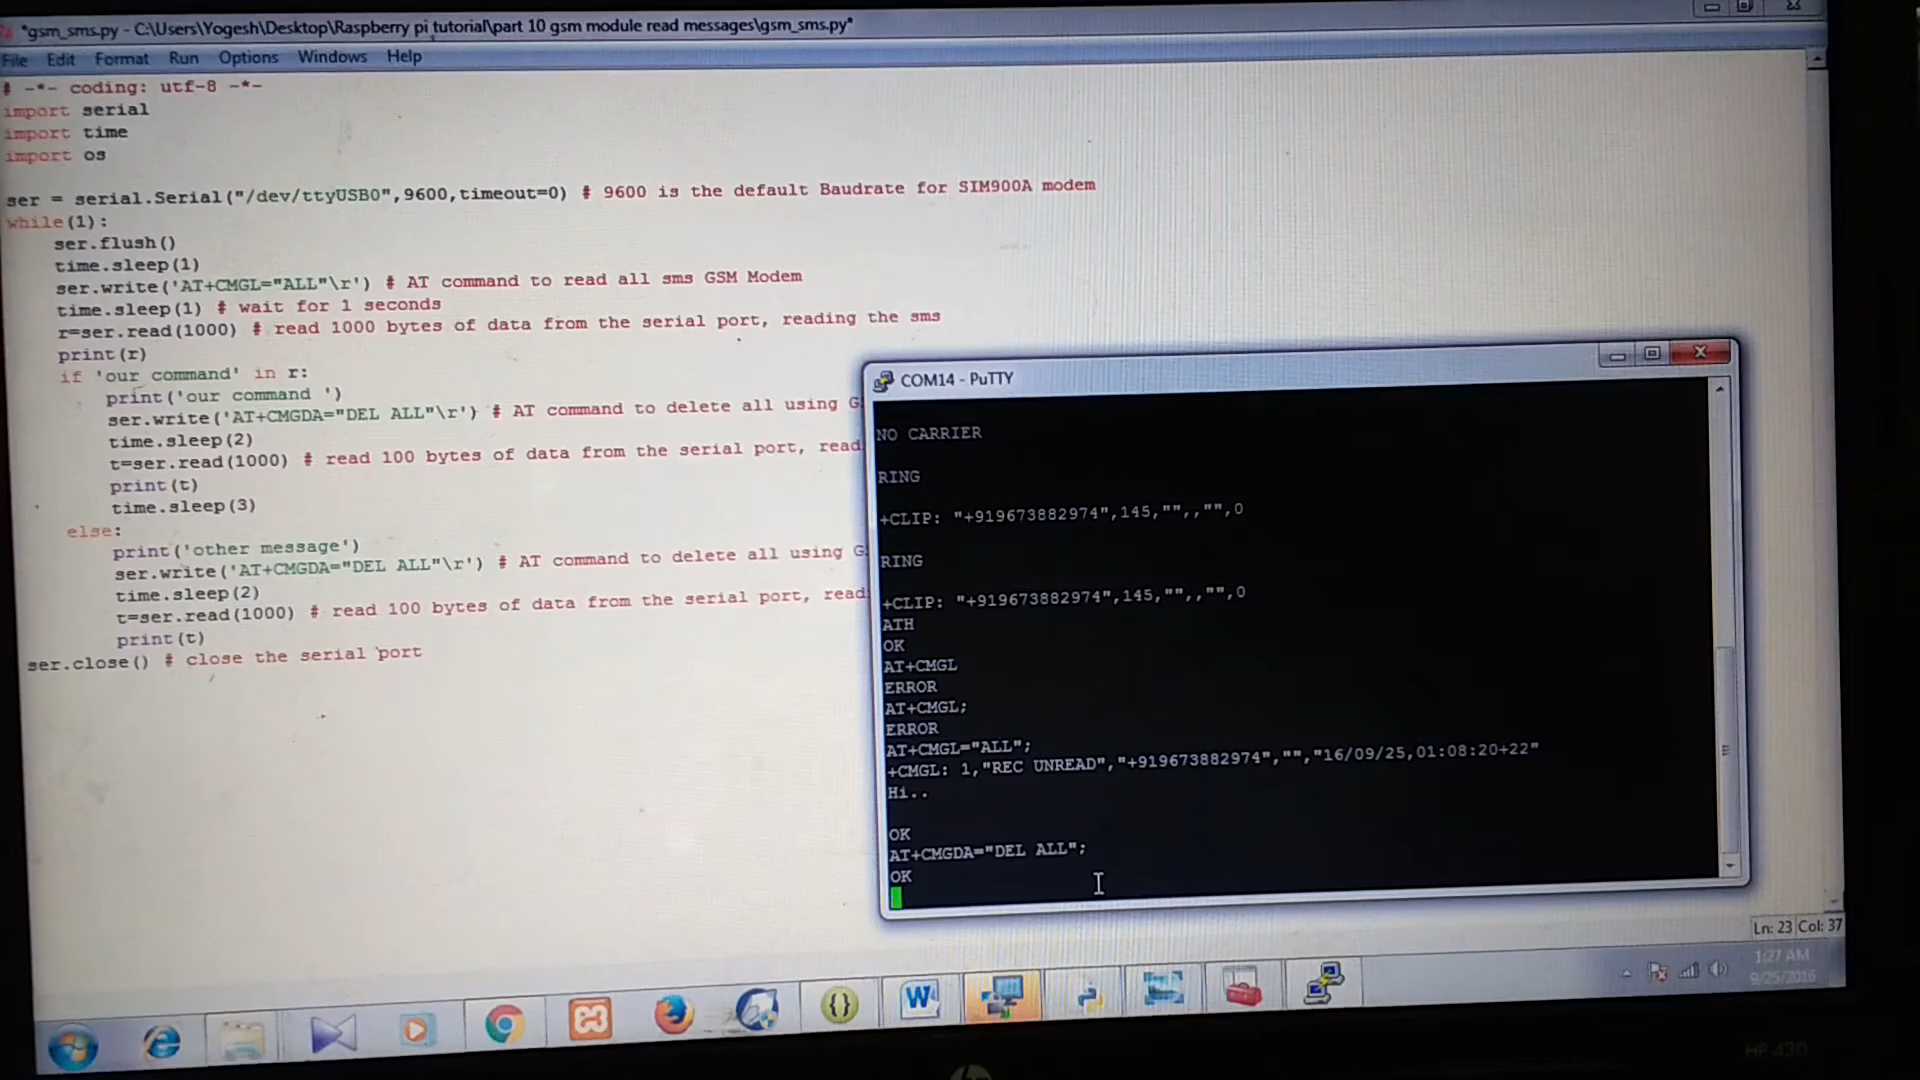 *gsm_sms.py - C:\Users\Yogesh\Desktop\Raspberry pi tutorial\part 10 gsm module read messages\gsm_sms.py*
File Edit Format Run Options Windows Help
# -*- coding: utf-8 -*-
import serial
import time
import os
ser = serial.Serial("/dev/ttyUSB0",9600,timeout=0) # 9600 is the default Baudrate for SIM900A modem
while(1):
ser.flush()
time.sleep(1)
ser.write('AT+CMGL="ALL"\r') # AT command to read all sms GSM Modem
time.sleep(1) # wait for 1 seconds
r=ser.read(1000) # read 1000 bytes of data from the serial port, reading the sms
print(r)
if 'our command' in r:
print('our command ')
ser.write('AT+CMGDA="DEL ALL"\r') # AT command to delete all using G
time.sleep(2)
t=ser.read(1000) # read 100 bytes of data from the serial port, read
print(t)
time.sleep(3)
else:
print('other message')
ser.write('AT+CMGDA="DEL ALL"\r') # AT command to delete all using G
time.sleep(2)
t=ser.read(1000) # read 100 bytes of data from the serial port, read
print(t)
ser.close() # close the serial port
COM14 - PuTTY
NO CARRIER
RING
+CLIP: "+919673882974",145,"",,"",0
RING
+CLIP: "+919673882974",145,"",,"",0
ATH
OK
AT+CMGL
ERROR
AT+CMGL;
ERROR
AT+CMGL="ALL";
+CMGL: 1,"REC UNREAD","+919673882974","","16/09/25,01:08:20+22"
Hi..
OK
AT+CMGDA="DEL ALL";
OK
Ln: 23 Col: 37
1:27 AM
9/25/2016